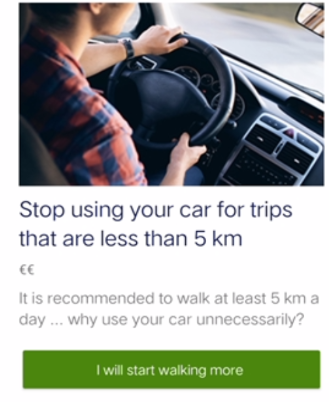 Stop using your car for trips
that are less than 5 km
€€
It is recommended to walk at least 5 km a
day ... why use your car unnecessarily?
I will start walking more